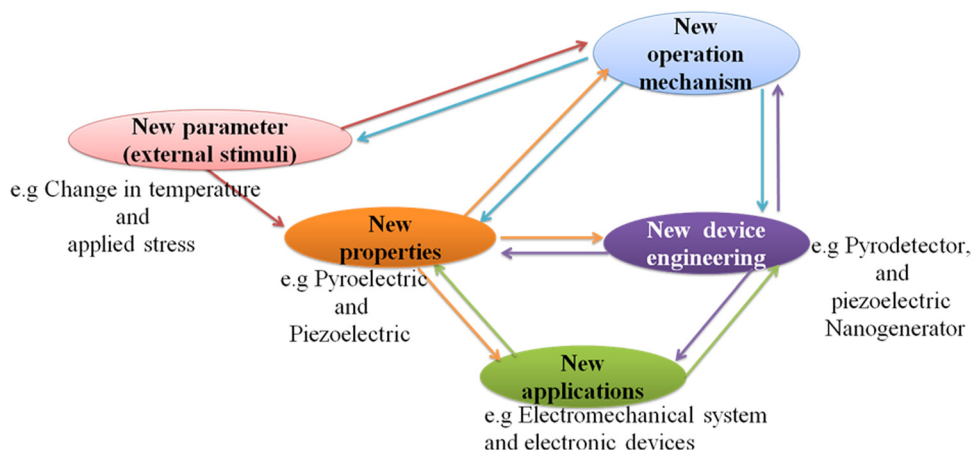 New
operation
mechanism
New parameter
(external stimuli)
e.g Change in temperature
and
applied stress
New
properties
e.g Pyroelectric
and
Piezoelectric
New device
engineering
e.g Pyrodetector,
and
piezoelectric
Nanogenerator
New
applications
e.g Electromechanical system
and electronic devices